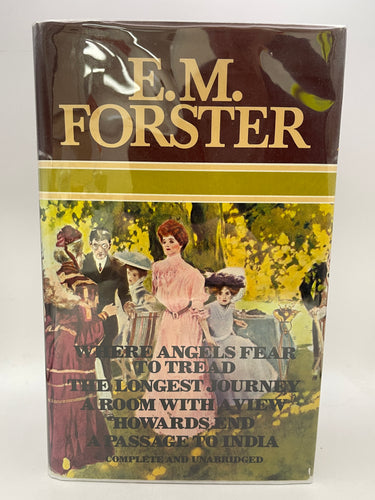 E.M.
FORSTER
WHERE ANGELS FEAR
TO TREAD
THE LONGEST JOURNEY
A ROOM WITH A VIEW
HOWARDS END
A PASSAGE TO INDIA
COMPLETE AND UNABRIDGED